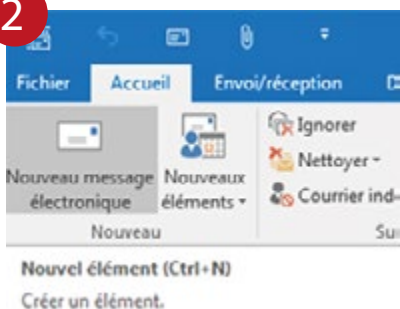 2
Fichier Accueil Envoi/réception
Nouveau message électronique
Nouveaux éléments
Ignorer
Nettoyer
Courrier ind
Nouveau
Nouvel élément (Ctrl+N)
Créer un élément.